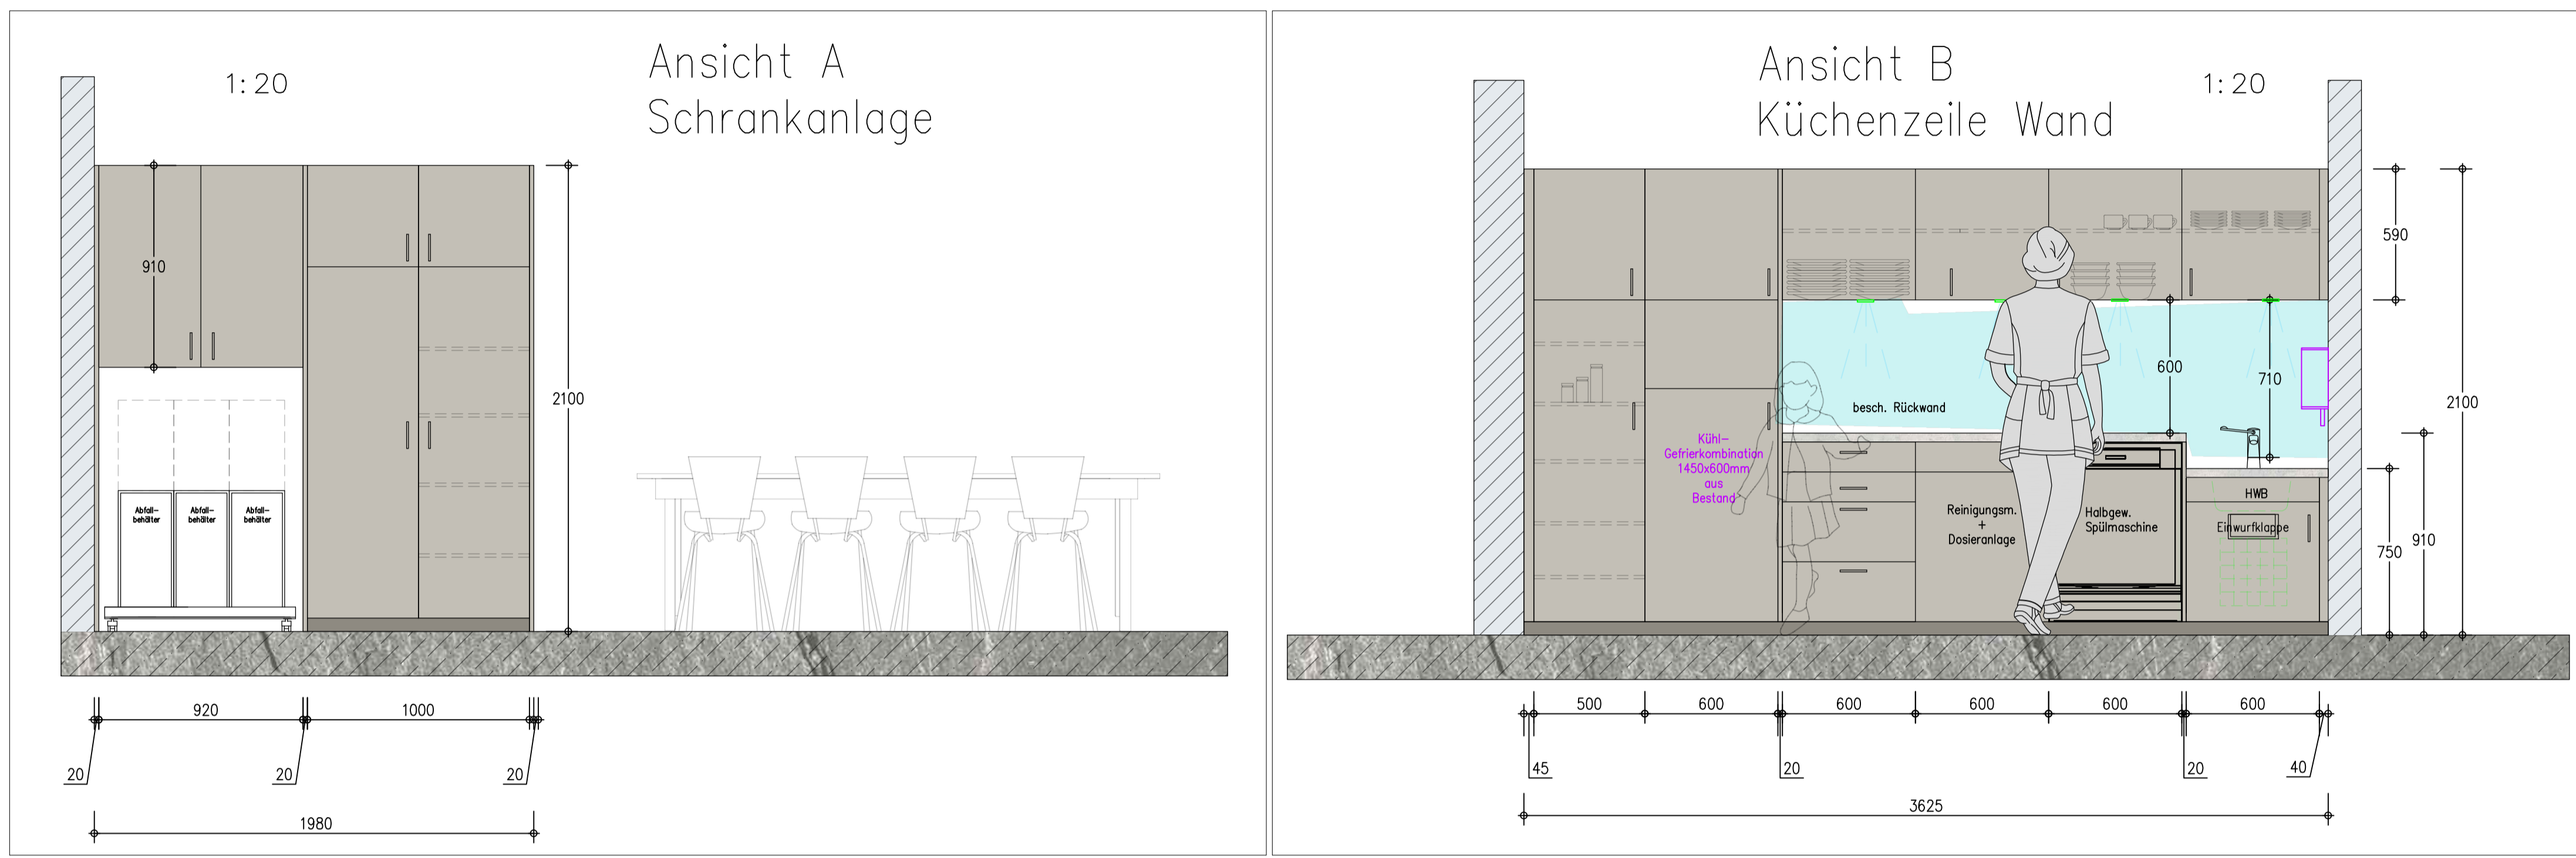 1:20
Ansicht A
Schrankanlage
910
2100
Abfall-
behälter
Abfall-
behälter
Abfall-
behälter
920
1000
20
20
20
1980
Ansicht B
Küchenzeile Wand
1:20
590
2100
600
710
besch. Rückwand
Kühl-
Gefrierkombination
1450x600mm
aus
Bestand
Reinigungsm.
+
Dosieranlage
Halbgew.
Spülmaschine
HWB
Einwurfklappe
750
910
500
600
600
600
600
600
45
20
20
40
3625